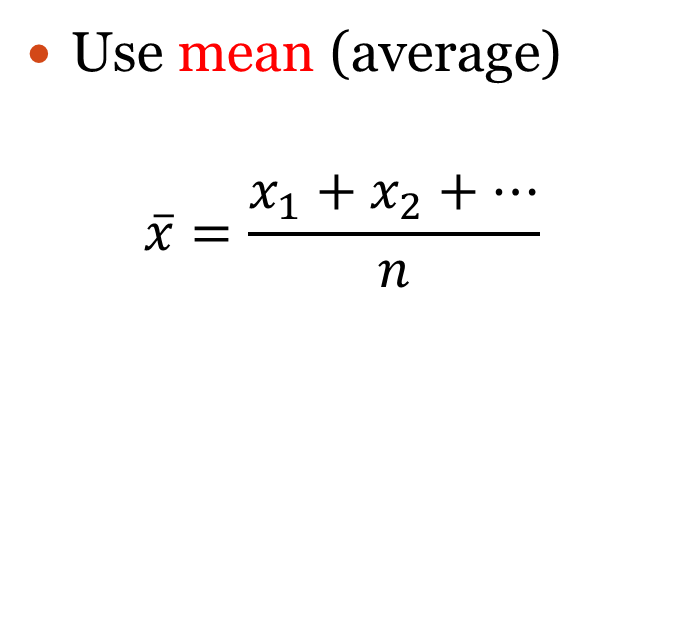 • Use mean (average)
x̄ = (x₁ + x₂ + ⋯) / n